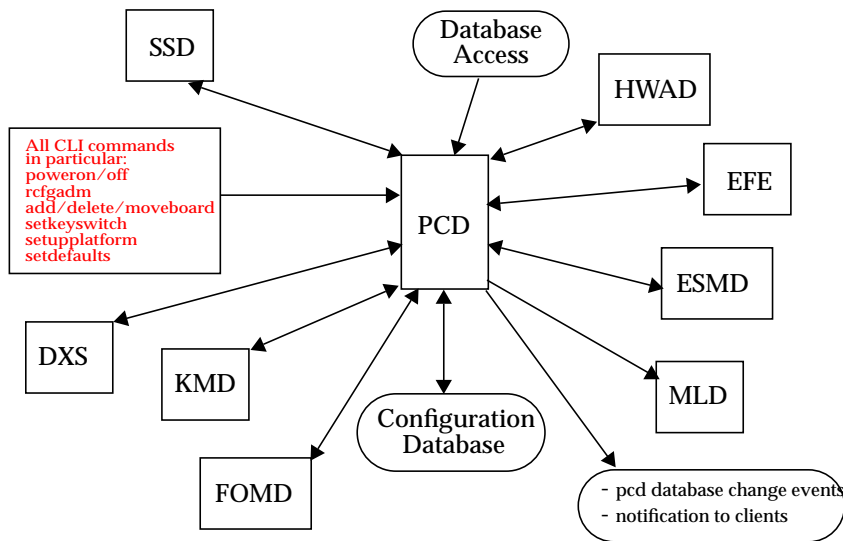 SSD
Database
Access
HWAD
All CLI commands
in particular:
poweron/off
rcfgadm
add/delete/moveboard
setkeyswitch
setupplatform
setdefaults
PCD
EFE
ESMD
DXS
KMD
MLD
Configuration
Database
FOMD
- pcd database change events
- notification to clients